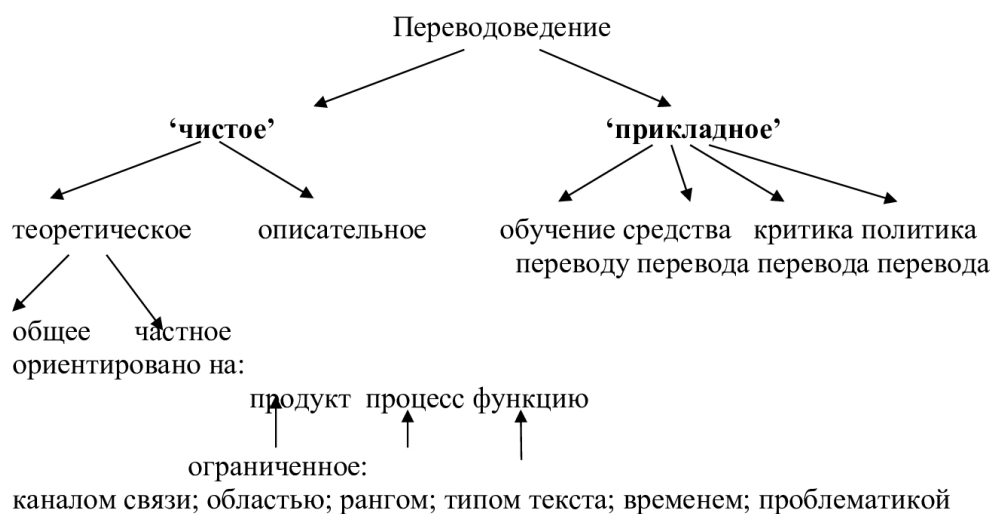 Переводоведение
‘чистое’ ‘прикладное’
теоретическое описательное обучение средства критика политика
переводу перевода перевода перевода
общее частное
ориентировано на:
продукт процесс функцию
ограниченное:
каналом связи; областью; рангом; типом текста; временем; проблематикой